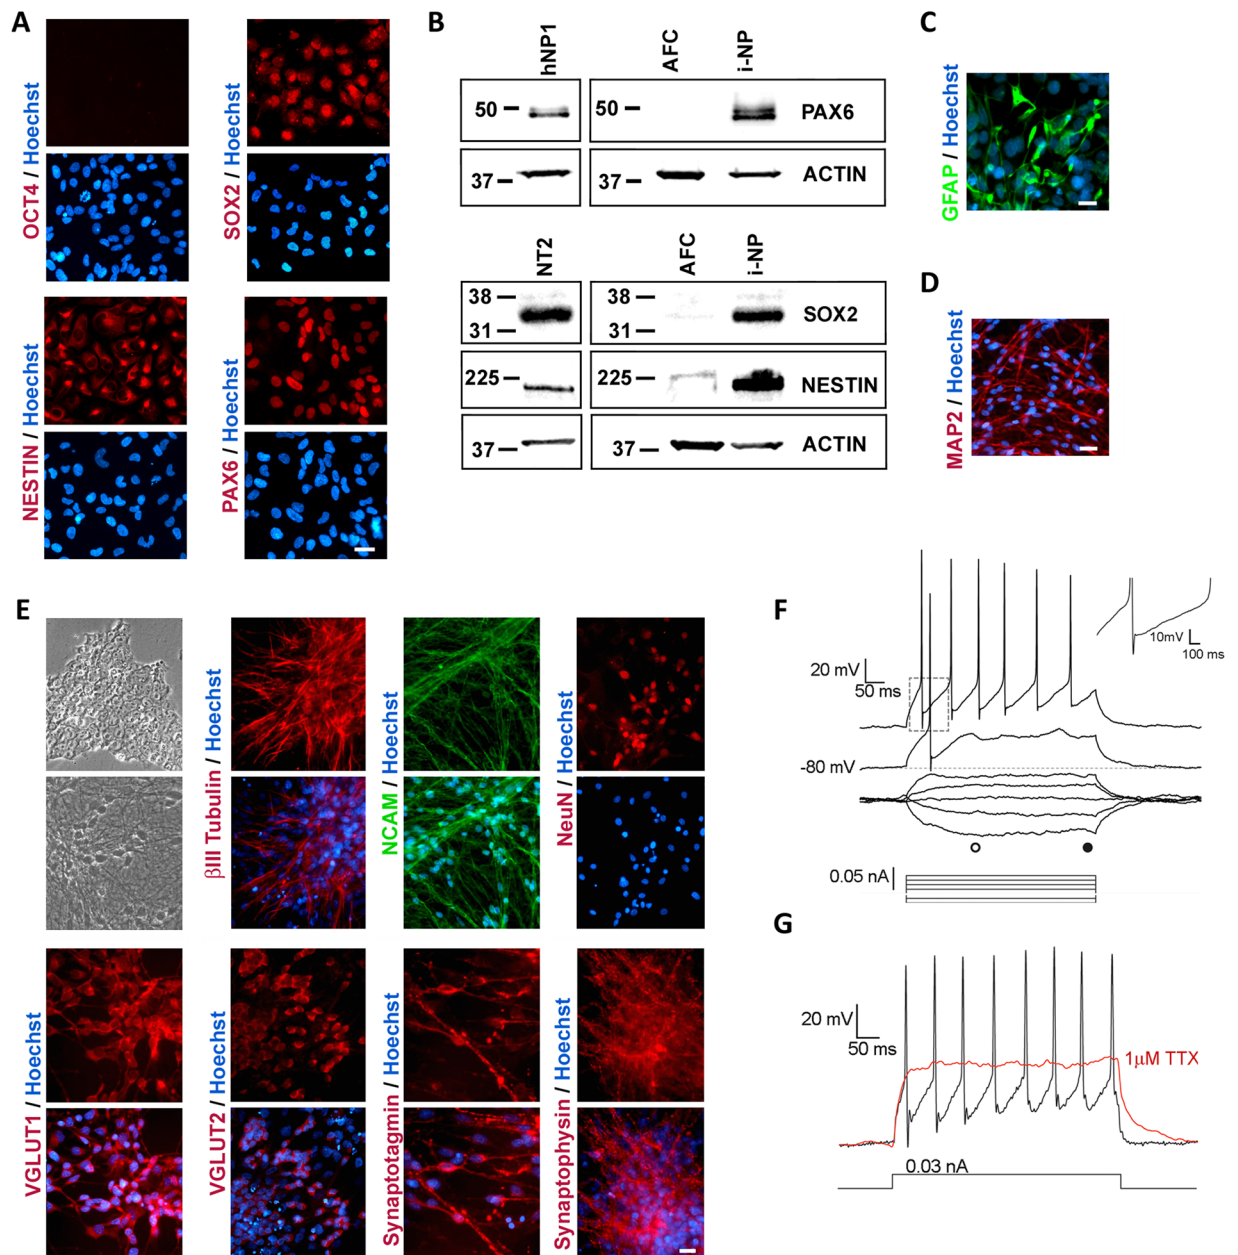 A
OCT4 / Hoechst
SOX2 / Hoechst
NESTIN / Hoechst
PAX6 / Hoechst
B
hNP1
AFC
i-NP
50
50
PAX6
37
37
ACTIN
NT2
AFC
i-NP
38
31
38
31
SOX2
225
225
NESTIN
37
37
ACTIN
C
GFAP / Hoechst
D
MAP2 / Hoechst
E
βIII Tubulin / Hoechst
NCAM / Hoechst
NeuN / Hoechst
VGLUT1 / Hoechst
VGLUT2 / Hoechst
Synaptotagmin / Hoechst
Synaptophysin / Hoechst
F
10mV
100 ms
20 mV
50 ms
-80 mV
0.05 nA
G
20 mV
50 ms
1μM TTX
0.03 nA